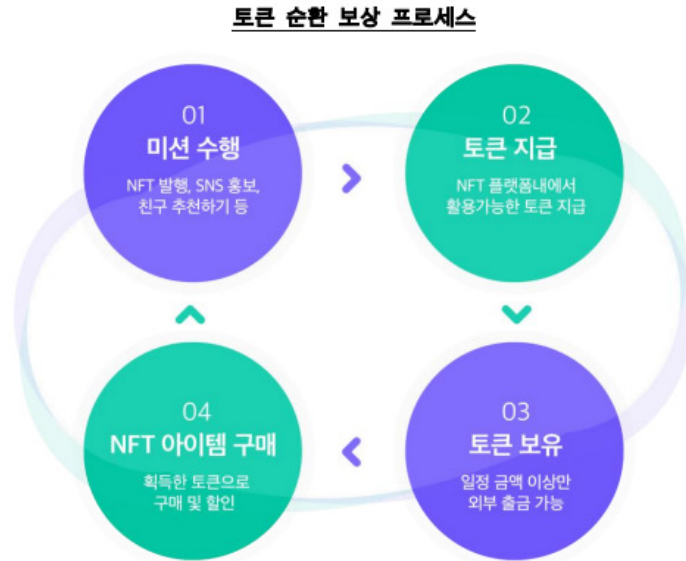 토큰 순환 보상 프로세스
01
미션 수행
NFT 발행, SNS 홍보,
친구 추천하기 등
02
토큰 지급
NFT 플랫폼내에서
활용가능한 토큰 지급
03
토큰 보유
일정 금액 이상만
외부 출금 가능
04
NFT 아이템 구매
획득한 토큰으로
구매 및 할인